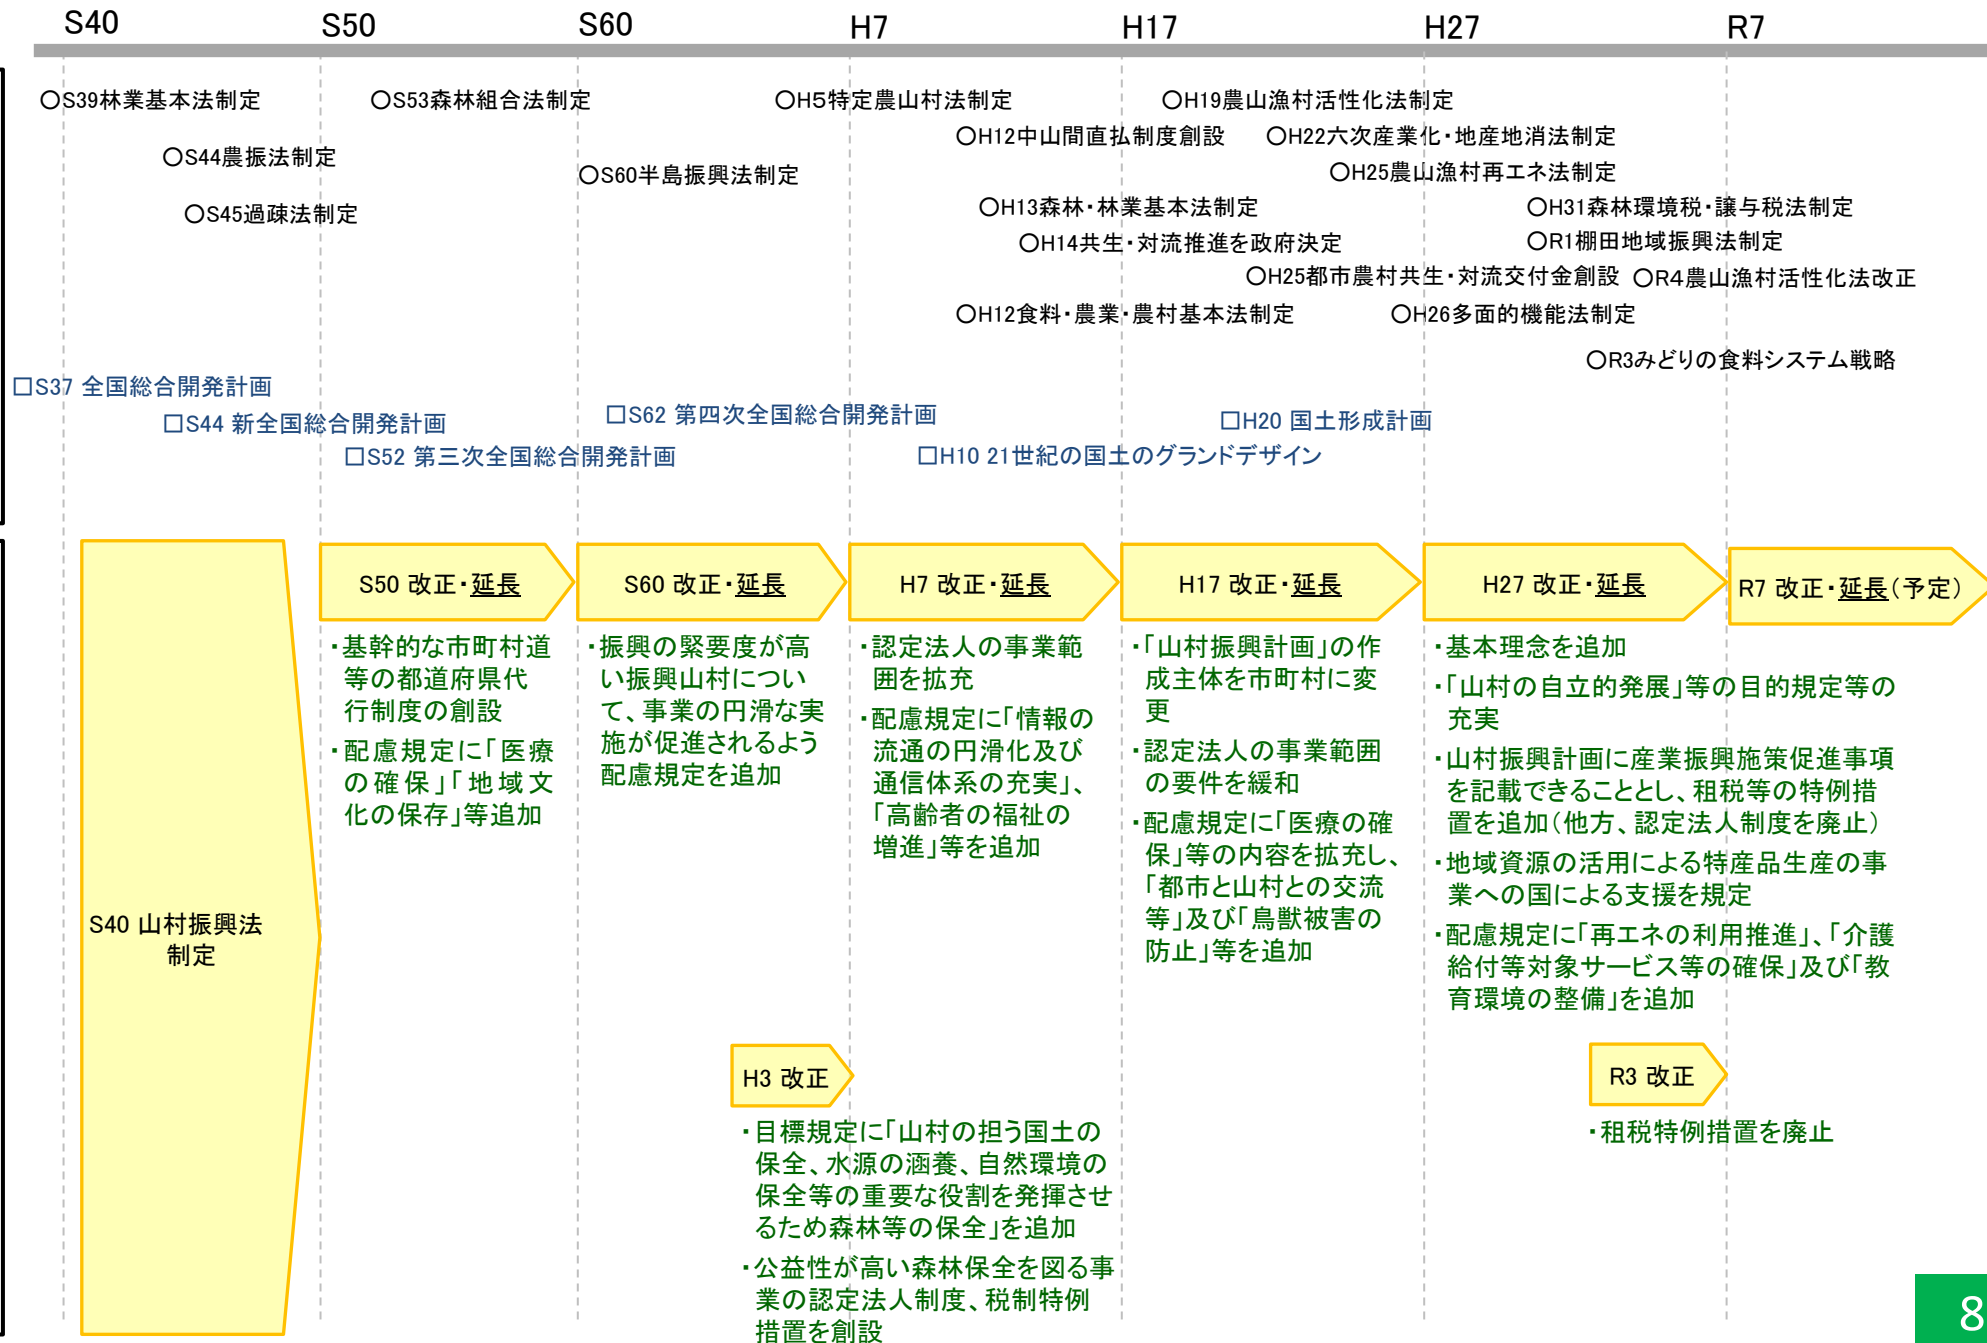 S40 S50 S60 H7 H17 H27 R7
○S39林業基本法制定
○S53森林組合法制定
○H5特定農山村法制定
○H19農山漁村活性化法制定
○H12中山間直払制度創設
○H22六次産業化・地産地消法制定
○S44農振法制定
○S60半島振興法制定
○H25農山漁村再エネ法制定
○S45過疎法制定
○H13森林・林業基本法制定
○H31森林環境税・譲与税法制定
○H14共生・対流推進を政府決定
○R1棚田地域振興法制定
○H25都市農村共生・対流交付金創設
○R4農山漁村活性化法改正
○H12食料・農業・農村基本法制定
○H26多面的機能法制定
○R3みどりの食料システム戦略
□S37 全国総合開発計画
□S44 新全国総合開発計画
□S62 第四次全国総合開発計画
□H20 国土形成計画
□S52 第三次全国総合開発計画
□H10 21世紀の国土のグランドデザイン
S40 山村振興法
制定
S50 改正・延長
・基幹的な市町村道
等の都道府県代
行制度の創設
・配慮規定に「医療
の確保」「地域文
化の保存」等追加
S60 改正・延長
・振興の緊要度が高
い振興山村につい
て、事業の円滑な実
施が促進されるよう
配慮規定を追加
H7 改正・延長
・認定法人の事業範
囲を拡充
・配慮規定に「情報の
流通の円滑化及び
通信体系の充実」、
「高齢者の福祉の
増進」等を追加
H17 改正・延長
・「山村振興計画」の作
成主体を市町村に変
更
・認定法人の事業範囲
の要件を緩和
・配慮規定に「医療の確
保」等の内容を拡充し、
「都市と山村との交流
等」及び「鳥獣被害の
防止」等を追加
H27 改正・延長
・基本理念を追加
・「山村の自立的発展」等の目的規定等の
充実
・山村振興計画に産業振興施策促進事項
を記載できることとし、租税等の特例措
置を追加（他方、認定法人制度を廃止）
・地域資源の活用による特産品生産の事
業への国による支援を規定
・配慮規定に「再エネの利用推進」、「介護
給付等対象サービス等の確保」及び「教
育環境の整備」を追加
R7 改正・延長（予定）
H3 改正
・目標規定に「山村の担う国土の
保全、水源の涵養、自然環境の
保全等の重要な役割を発揮させ
るため森林等の保全」を追加
・公益性が高い森林保全を図る事
業の認定法人制度、税制特例
措置を創設
R3 改正
・租税特例措置を廃止
8